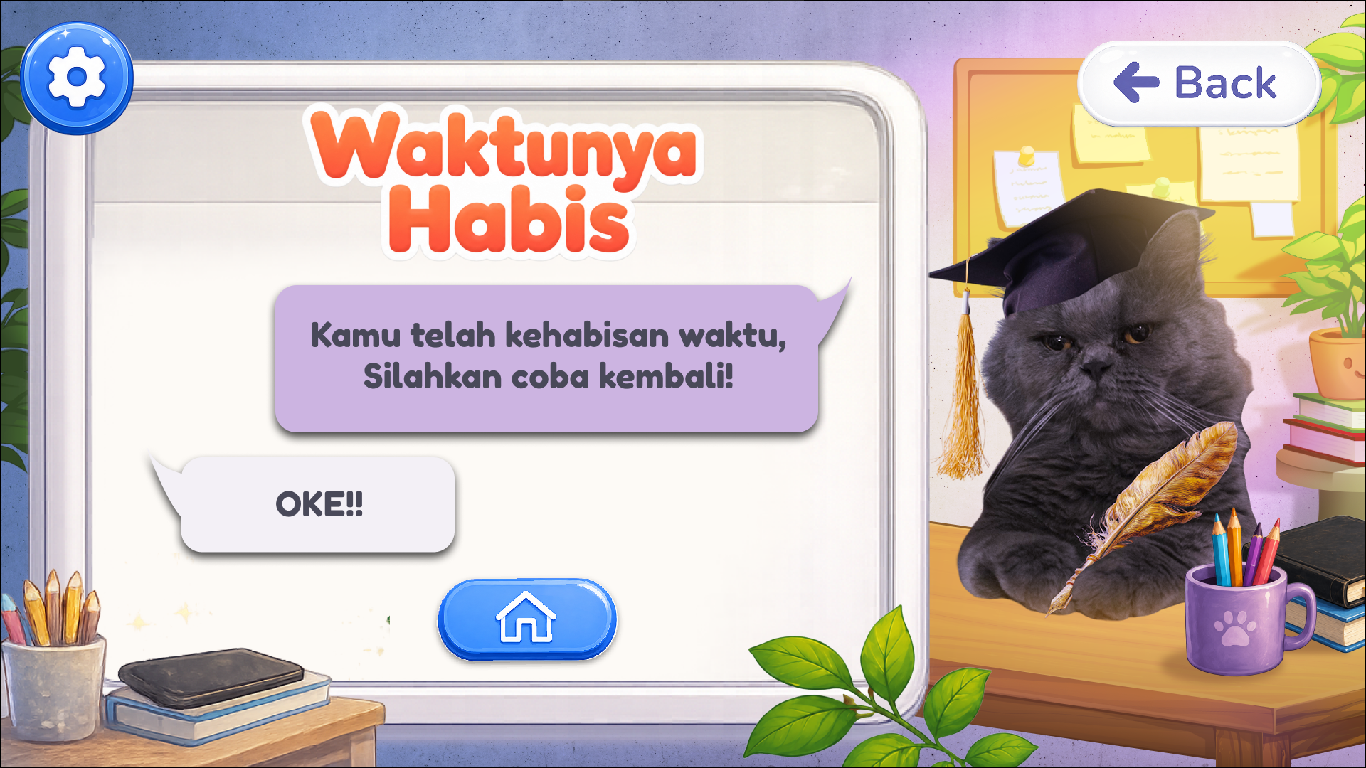 Back
Waktunya
Habis
Kamu telah kehabisan waktu,
Silahkan coba kembali!
OKE!!